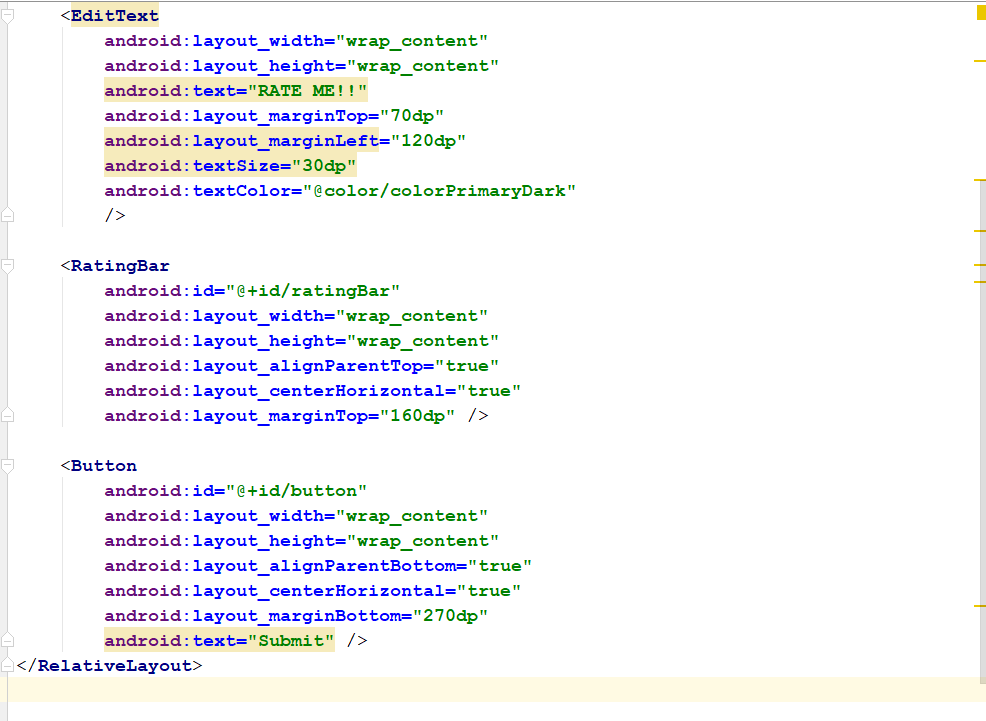 <EditText
android:layout_width="wrap_content"
android:layout_height="wrap_content"
android:text="RATE ME!!"
android:layout_marginTop="70dp"
android:layout_marginLeft="120dp"
android:textSize="30dp"
android:textColor="@color/colorPrimaryDark"
/>
<RatingBar
android:id="@+id/ratingBar"
android:layout_width="wrap_content"
android:layout_height="wrap_content"
android:layout_alignParentTop="true"
android:layout_centerHorizontal="true"
android:layout_marginTop="160dp" />
<Button
android:id="@+id/button"
android:layout_width="wrap_content"
android:layout_height="wrap_content"
android:layout_alignParentBottom="true"
android:layout_centerHorizontal="true"
android:layout_marginBottom="270dp"
android:text="Submit" />
</RelativeLayout>